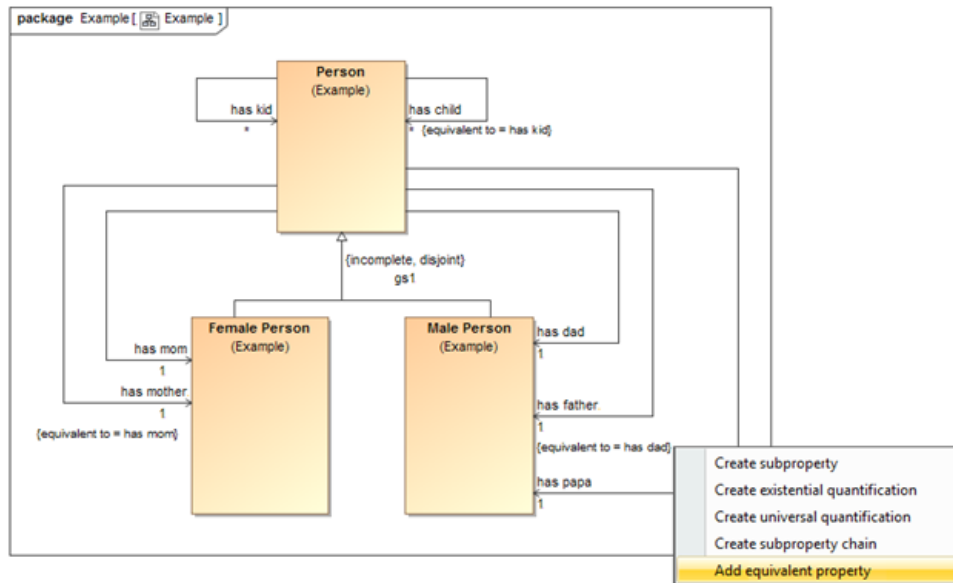 package Example [ Example ]
Person
(Example)
has kid
*
has child
* {equivalent to = has kid}
{incomplete, disjoint}
gs1
Female Person
(Example)
Male Person
(Example)
has mom
1
has mother
1
{equivalent to = has mom}
has dad
1
has father
1
{equivalent to = has dad}
has papa
1
Create subproperty
Create existential quantification
Create universal quantification
Create subproperty chain
Add equivalent property